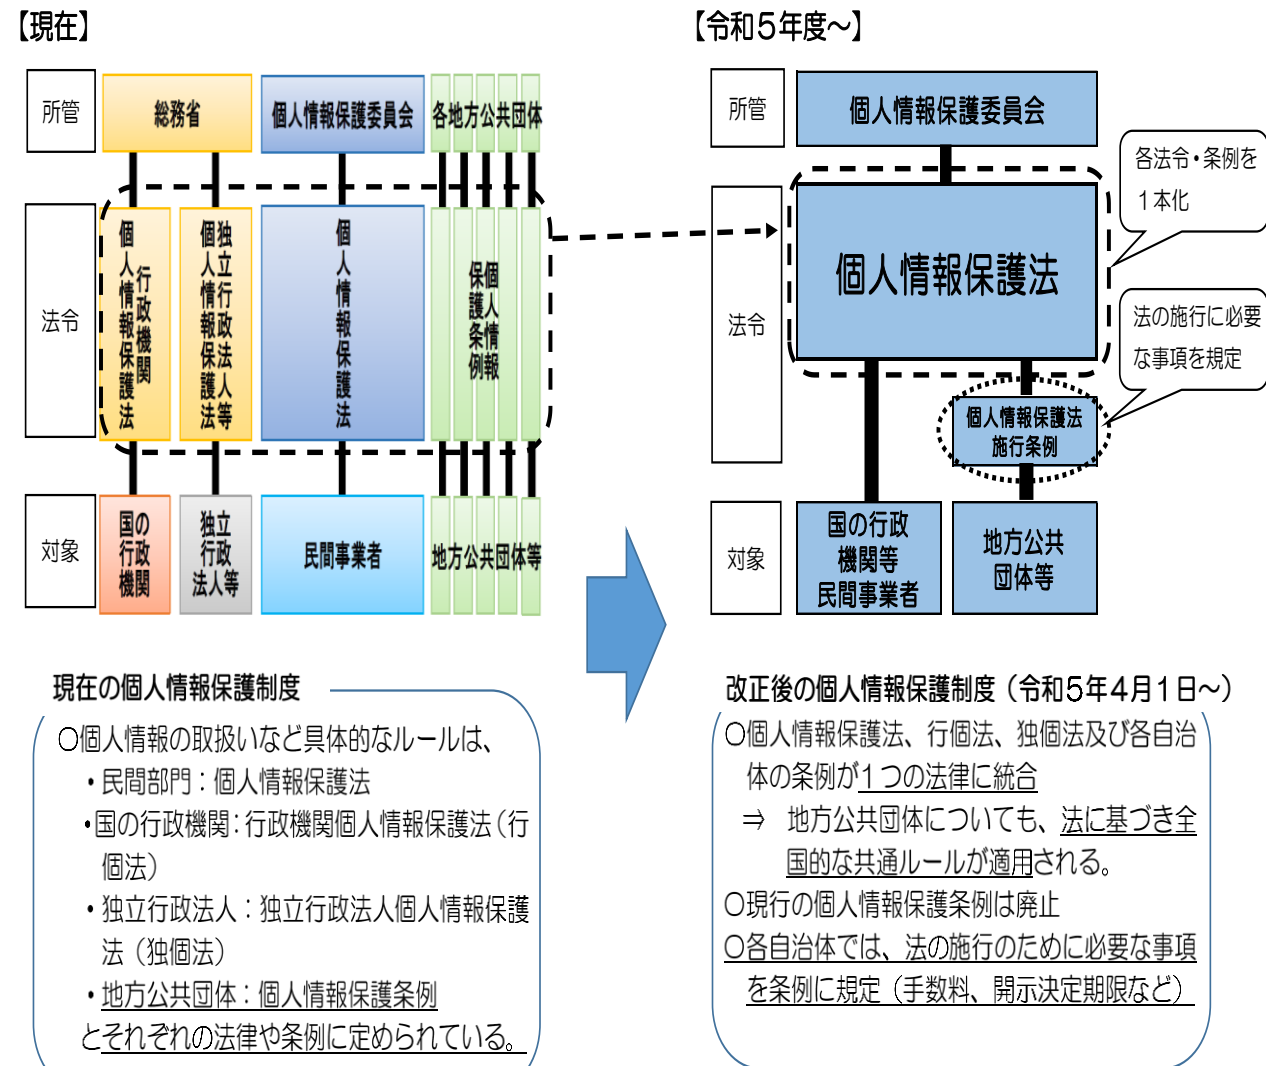 【現在】
所管
総務省
個人情報保護委員会
各地方公共団体
法令
行政機関
個人情報保護法
独立行政法人等
個人情報保護法
個人情報保護法
個人情報
保護条例
対象
国の
行政
機関
独立
行政
法人等
民間事業者
地方公共団体等
【令和５年度～】
所管
個人情報保護委員会
法令
個人情報保護法
各法令・条例を
１本化
法の施行に必要
な事項を規定
個人情報保護法
施行条例
対象
国の行政
機関等
民間事業者
地方公共
団体等
現在の個人情報保護制度
○個人情報の取扱いなど具体的なルールは、
・民間部門：個人情報保護法
・国の行政機関：行政機関個人情報保護法（行
個法）
・独立行政法人：独立行政法人個人情報保護
法（独個法）
・地方公共団体：個人情報保護条例
とそれぞれの法律や条例に定められている。
改正後の個人情報保護制度（令和５年４月１日～）
○個人情報保護法、行個法、独個法及び各自治
体の条例が１つの法律に統合
⇒ 地方公共団体についても、法に基づき全
国的な共通ルールが適用される。
○現行の個人情報保護条例は廃止
○各自治体では、法の施行のために必要な事項
を条例に規定（手数料、開示決定期限など）